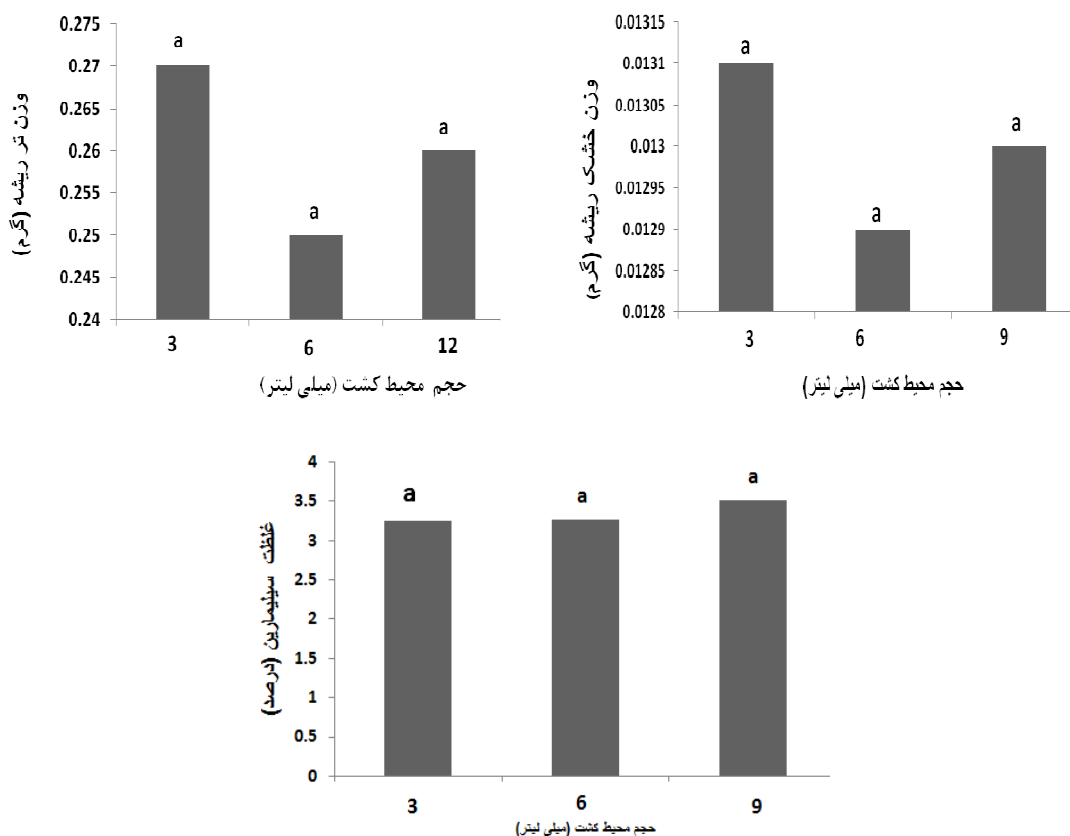 0.275
0.27
0.265
0.26
0.255
0.25
0.245
0.24
وزن تر ریشه (گرم)
a
a
a
3
6
12
حجم محیط کشت (میلی لیتر)
0.01315
0.0131
0.01305
0.013
0.01295
0.0129
0.01285
0.0128
وزن خشک ریشه (گرم)
a
a
a
3
6
9
حجم محیط کشت (میلی لیتر)
4
3.5
3
2.5
2
1.5
1
0.5
0
غلظت سیلیمارین (درصد)
a
a
a
3
6
9
حجم محیط کشت (میلی لیتر)